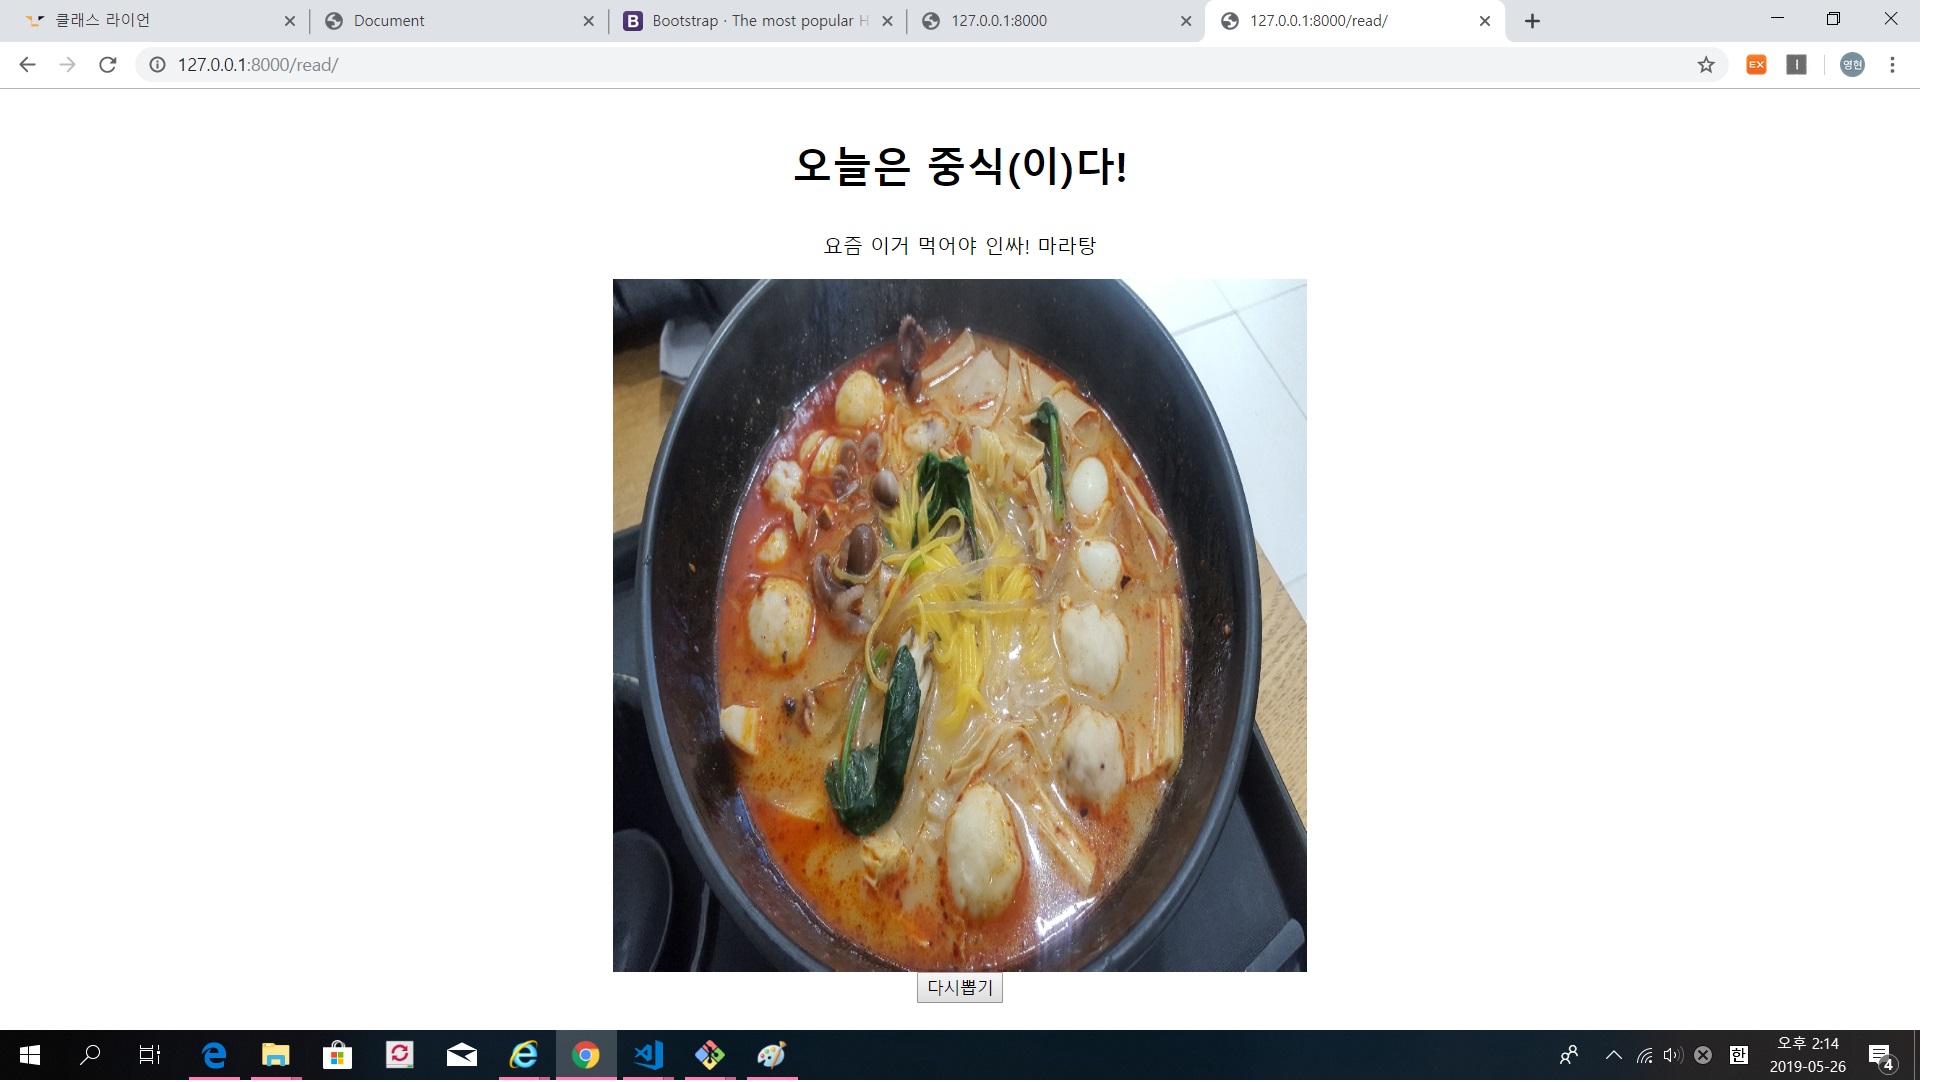 클래스 라이언
Document
Bootstrap · The most popular H
127.0.0.1:8000
127.0.0.1:8000/read/
127.0.0.1:8000/read/
EX
영현
오늘은 중식(이)다!
요즘 이거 먹어야 인싸! 마라탕
다시뽑기
한
오후 2:14
2019-05-26
4